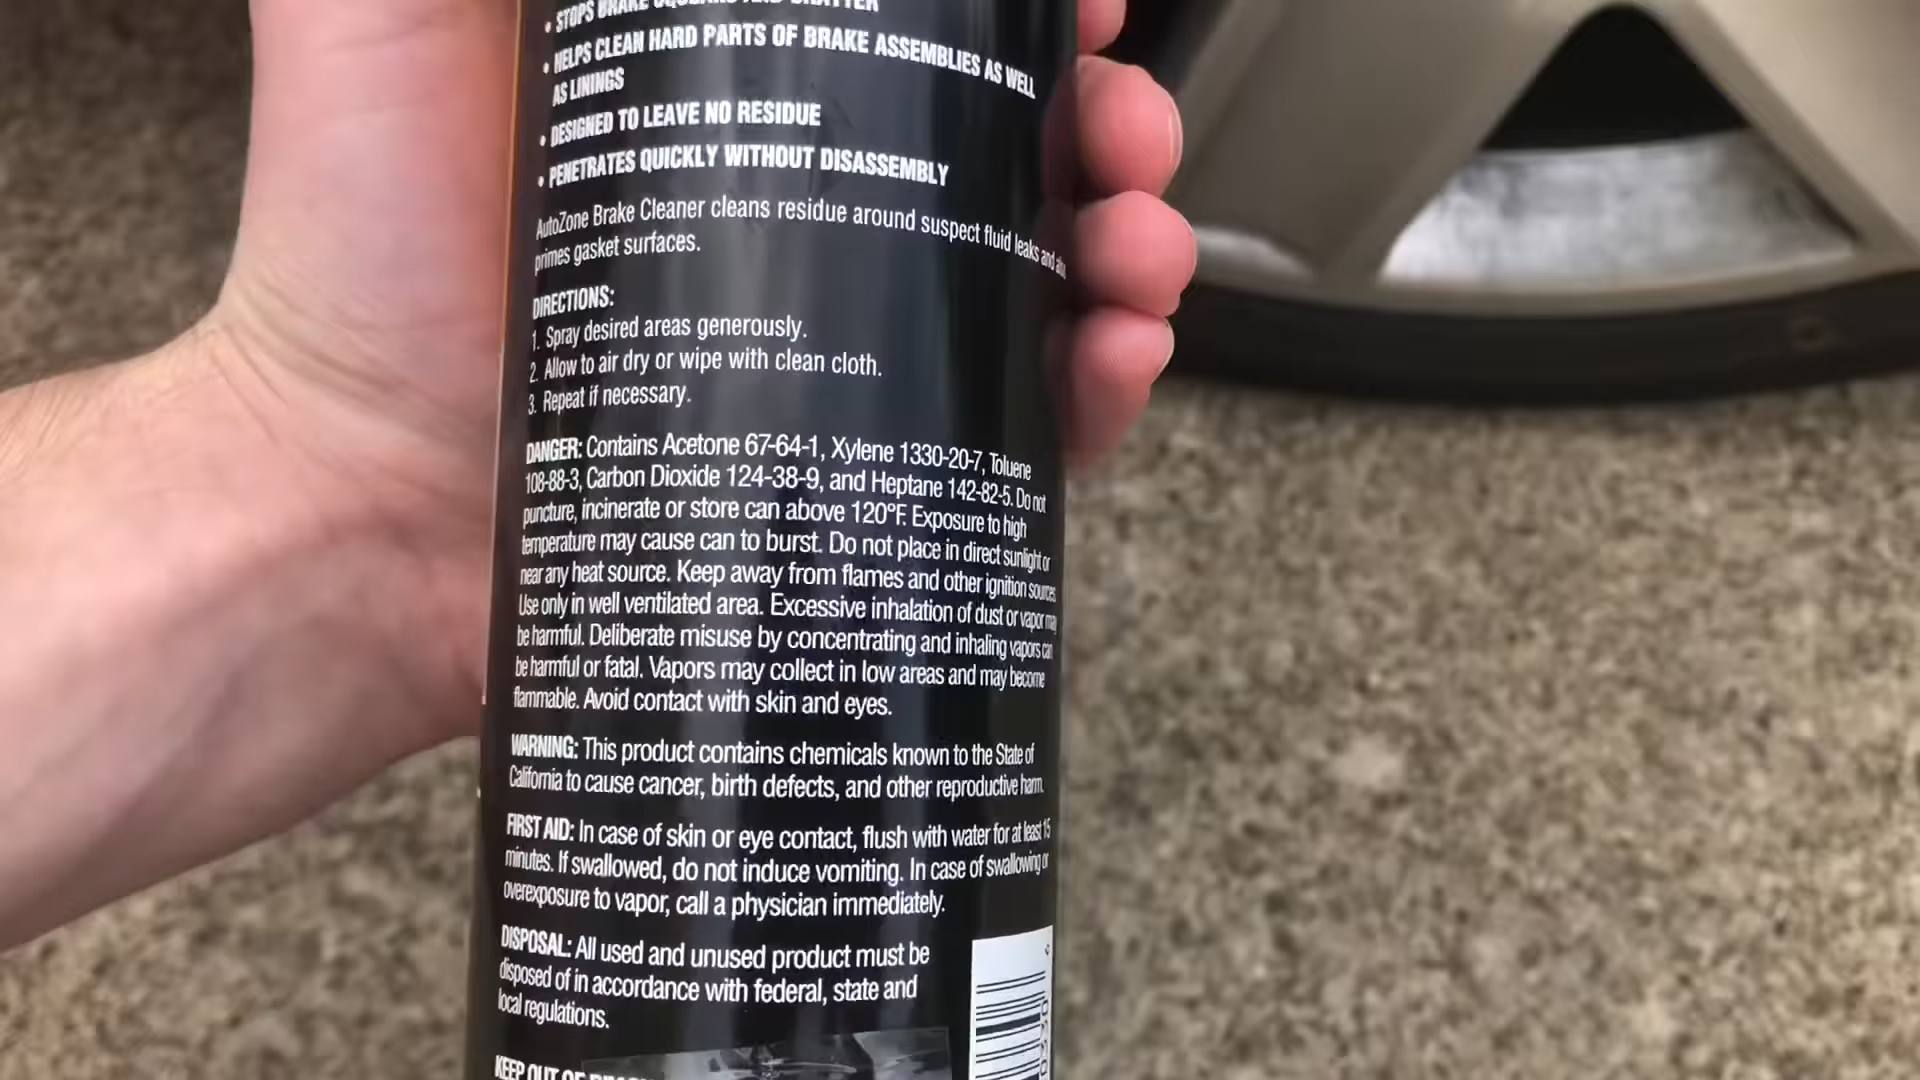 • STOPS BRAKE SQUEAKS AND CHATTER
• HELPS CLEAN HARD PARTS OF BRAKE ASSEMBLIES AS WELL
AS LININGS
• DESIGNED TO LEAVE NO RESIDUE
• PENETRATES QUICKLY WITHOUT DISASSEMBLY
AutoZone Brake Cleaner cleans residue around suspect fluid leaks and
primes gasket surfaces.
DIRECTIONS:
1. Spray desired areas generously.
2. Allow to air dry or wipe with clean cloth.
3. Repeat if necessary.
DANGER: Contains Acetone 67-64-1, Xylene 1330-20-7, Toluene
108-88-3, Carbon Dioxide 124-38-9, and Heptane 142-82-5. Do not
puncture, incinerate or store can above 120°F. Exposure to high
temperature may cause can to burst. Do not place in direct sunlight or
near any heat source. Keep away from flames and other ignition sources.
Use only in well ventilated area. Excessive inhalation of dust or vapor may
be harmful. Deliberate misuse by concentrating and inhaling vapors can
be harmful or fatal. Vapors may collect in low areas and may become
flammable. Avoid contact with skin and eyes.
WARNING: This product contains chemicals known to the State of
California to cause cancer, birth defects, and other reproductive harm.
FIRST AID: In case of skin or eye contact, flush with water for at least 15
minutes. If swallowed, do not induce vomiting. In case of swallowing or
overexposure to vapor, call a physician immediately.
DISPOSAL: All used and unused product must be
disposed of in accordance with federal, state and
local regulations.
KEEP OUT OF